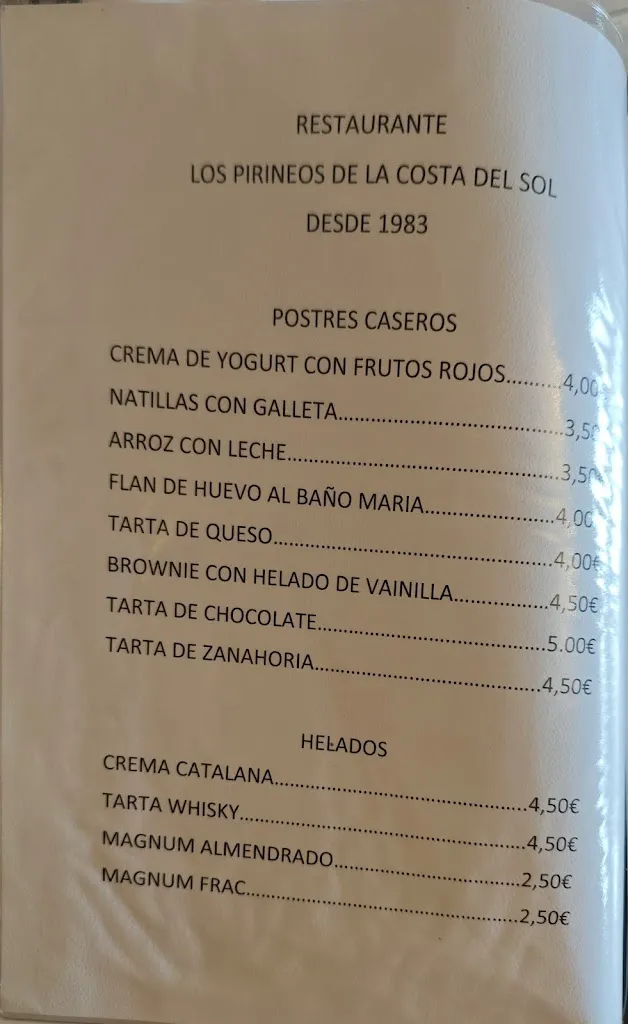 RESTAURANTE
LOS PIRINEOS DE LA COSTA DEL SOL
DESDE 1983
POSTRES CASEROS
CREMA DE YOGURT CON FRUTOS ROJOS.........4,00
NATILLAS CON GALLETA.................................3,50
ARROZ CON LECHE.......................................3,50
FLAN DE HUEVO AL BAÑO MARIA...................4,00
TARTA DE QUESO.........................................4,00€
BROWNIE CON HELADO DE VAINILLA..............4,50€
TARTA DE CHOCOLATE..................................5.00€
TARTA DE ZANAHORIA..................................4,50€
HELADOS
CREMA CATALANA.......................................4,50€
TARTA WHISKY...........................................4,50€
MAGNUM ALMENDRADO............................2,50€
MAGNUM FRAC..........................................2,50€